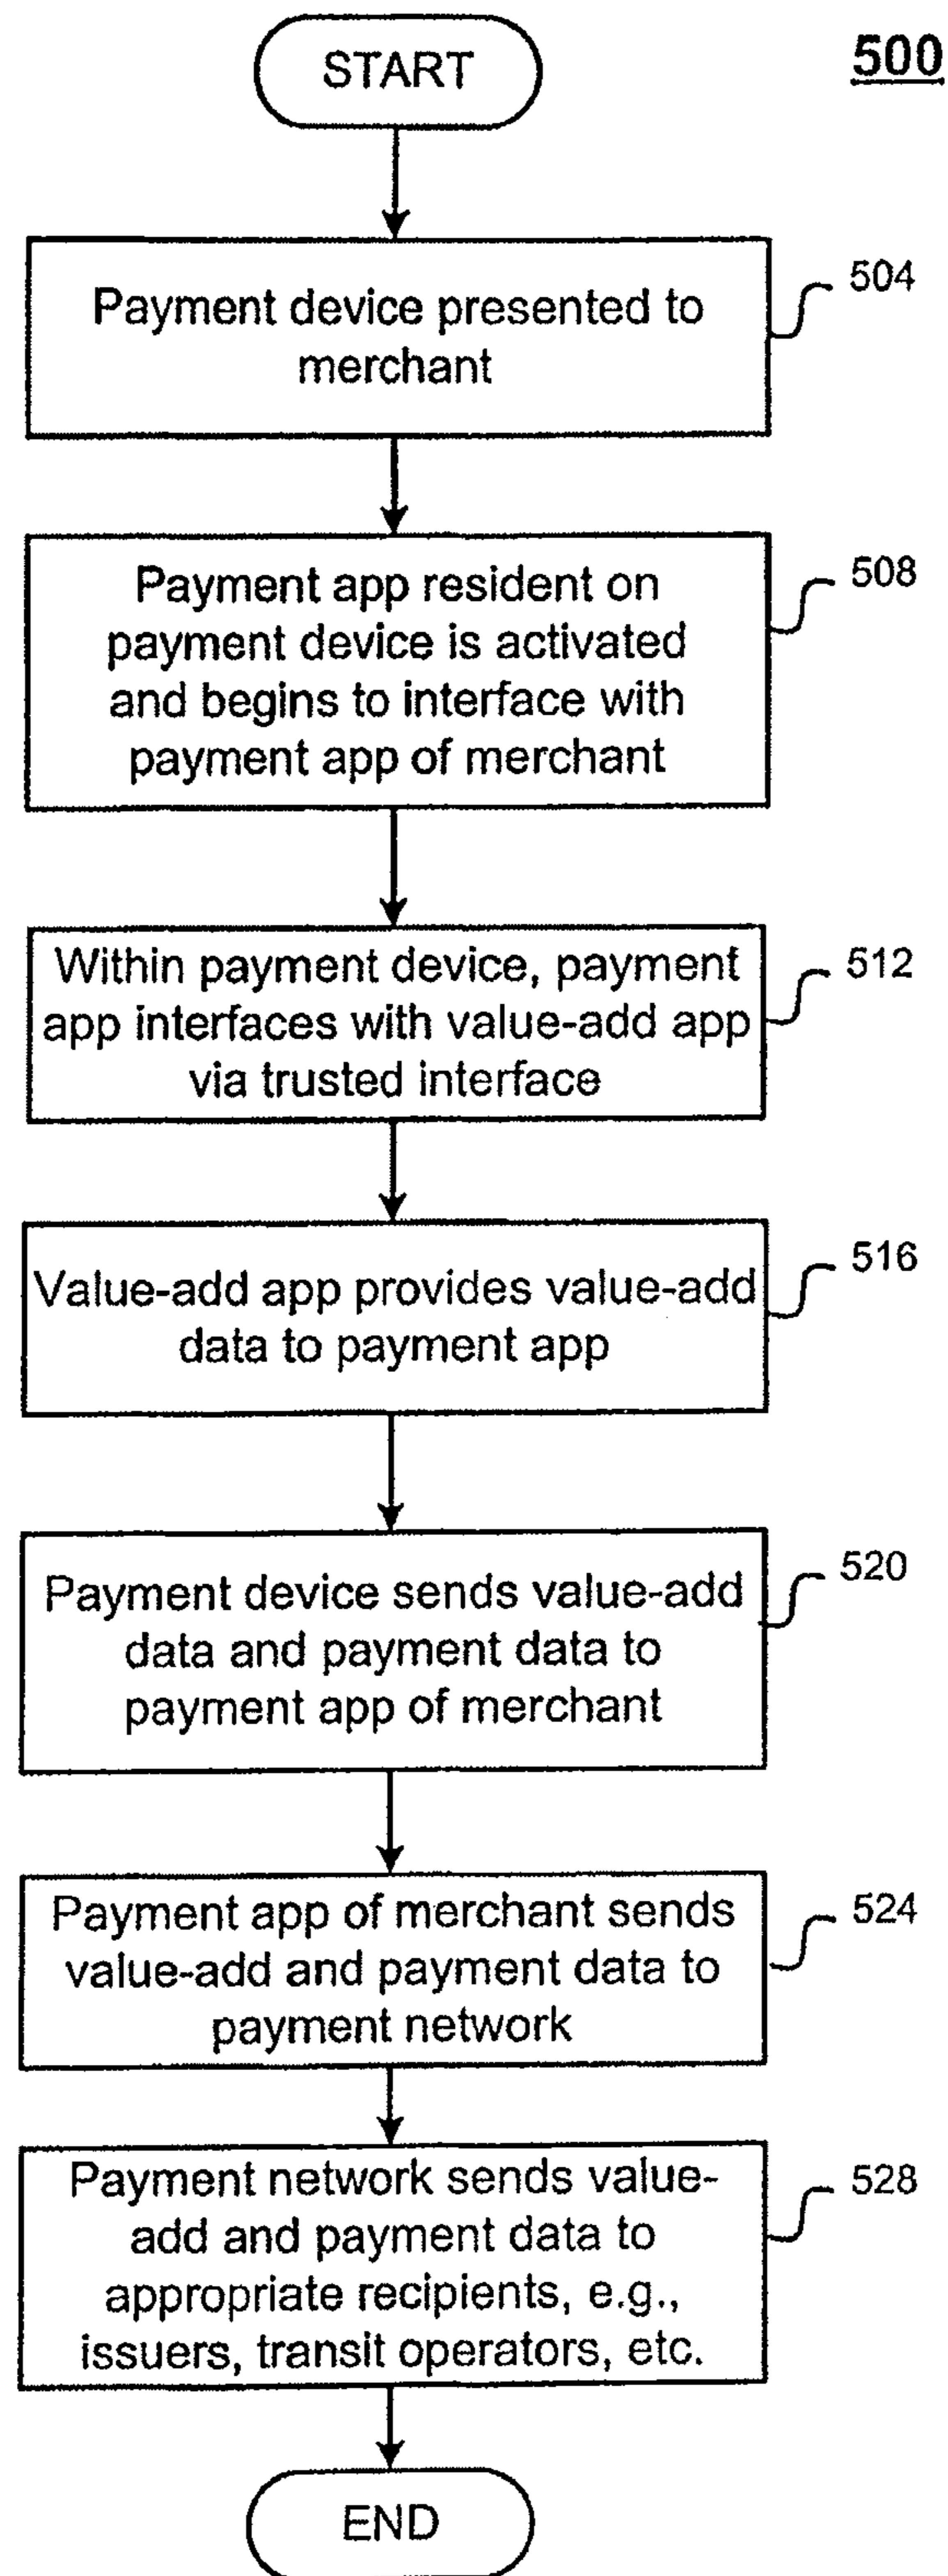 500
START
Payment device presented to
merchant
504
Payment app resident on
payment device is activated
and begins to interface with
payment app of merchant
508
Within payment device, payment
app interfaces with value-add app
via trusted interface
512
Value-add app provides value-add
data to payment app
516
Payment device sends value-add
data and payment data to
payment app of merchant
520
Payment app of merchant sends
value-add and payment data to
payment network
524
Payment network sends value-
add and payment data to
appropriate recipients, e.g.,
issuers, transit operators, etc.
528
END